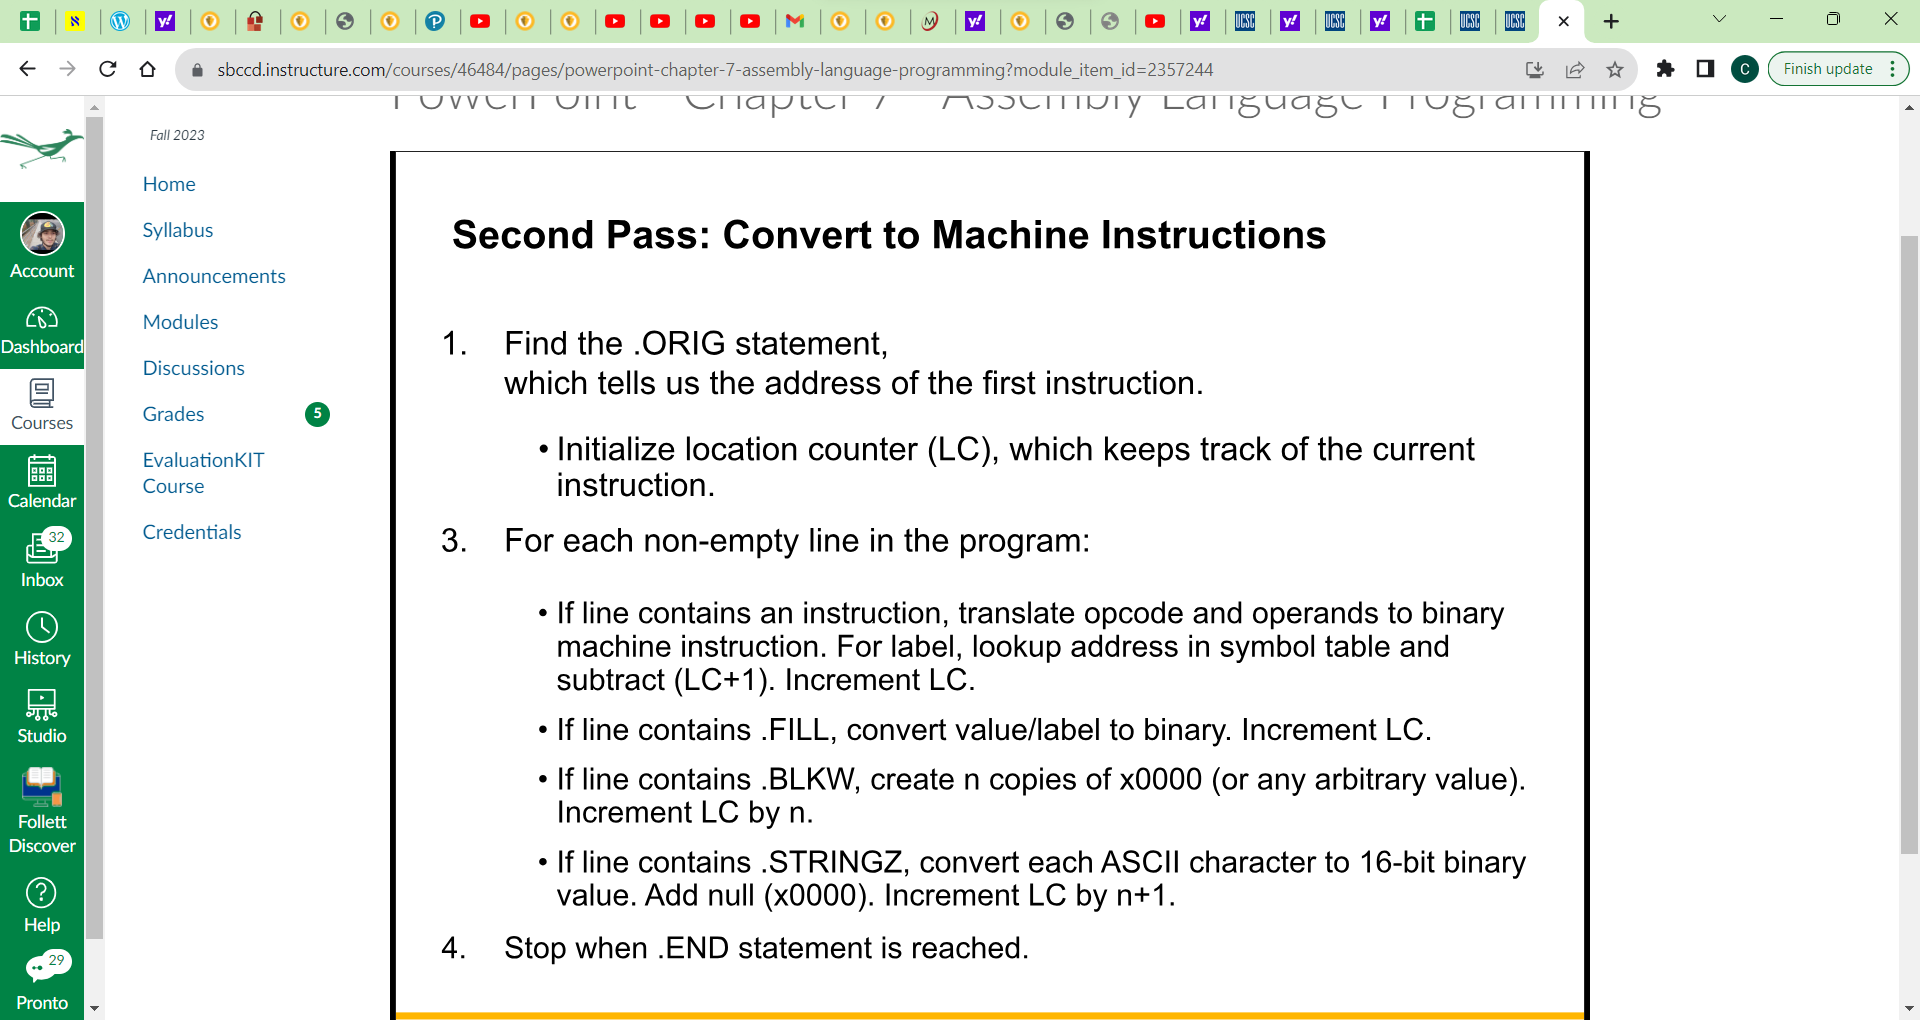 sbccd.instructure.com/courses/46484/pages/powerpoint-chapter-7-assembly-language-programming?module_item_id=2357244
C
Finish update
PowerPoint - Chapter 7 - Assembly Language Programming
Fall 2023
Home
Syllabus
Announcements
Modules
Discussions
Grades
5
EvaluationKIT
Course
Credentials
Account
Dashboard
Courses
Calendar
32
Inbox
History
Studio
Follett
Discover
Help
29
Pronto
Second Pass: Convert to Machine Instructions
1. Find the .ORIG statement,
which tells us the address of the first instruction.
• Initialize location counter (LC), which keeps track of the current
instruction.
3. For each non-empty line in the program:
• If line contains an instruction, translate opcode and operands to binary
machine instruction. For label, lookup address in symbol table and
subtract (LC+1). Increment LC.
• If line contains .FILL, convert value/label to binary. Increment LC.
• If line contains .BLKW, create n copies of x0000 (or any arbitrary value).
Increment LC by n.
• If line contains .STRINGZ, convert each ASCII character to 16-bit binary
value. Add null (x0000). Increment LC by n+1.
4. Stop when .END statement is reached.